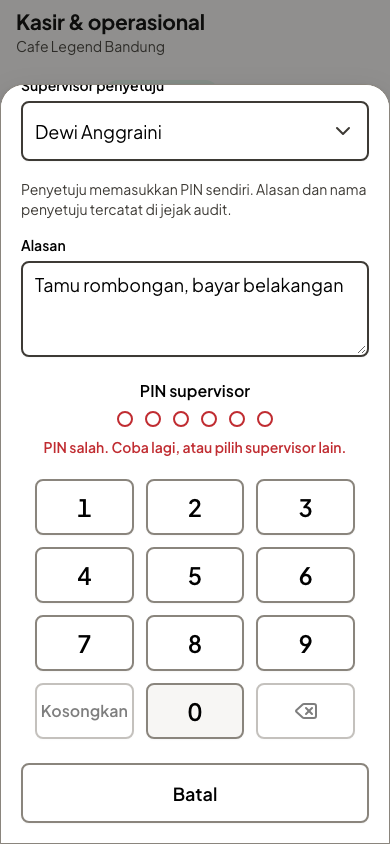 Kasir & operasional
Cafe Legend Bandung
Supervisor penyetuju
Dewi Anggraini
Penyetuju memasukkan PIN sendiri. Alasan dan nama
penyetuju tercatat di jejak audit.
Alasan
Tamu rombongan, bayar belakangan
PIN supervisor
PIN salah. Coba lagi, atau pilih supervisor lain.
1 2 3
4 5 6
7 8 9
Kosongkan 0
Batal